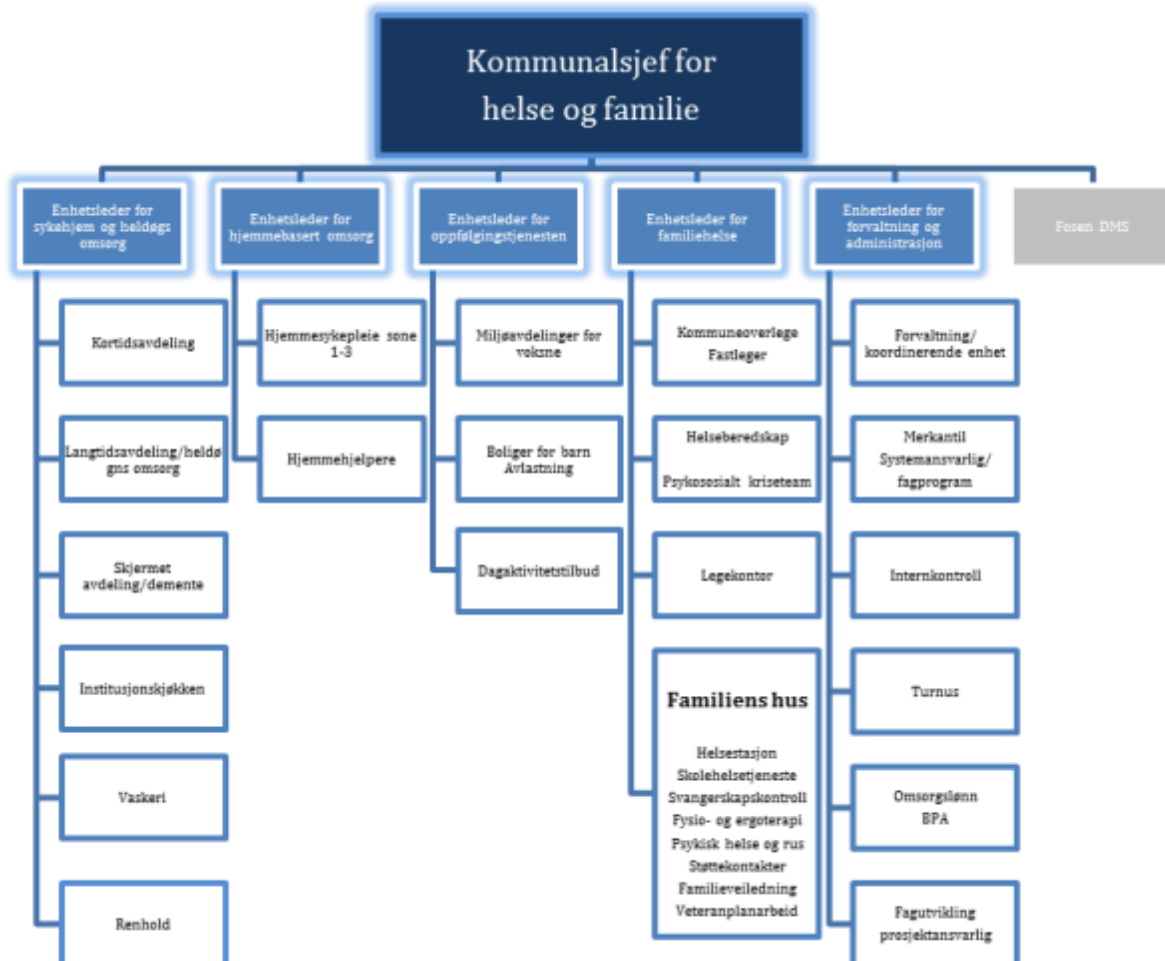 Kommunalsjef for
helse og familie
Enhetsleder for
sykehjem og heldøgs
omsorg
Enhetsleder for
hjemmebasert omsorg
Enhetsleder for
oppfølgingstjenesten
Enhetsleder for
familiehelse
Enhetsleder for
forvaltning og
administrasjon
Fosen DMS
Kortidsavdeling
Langtidsavdeling/heldø
gns omsorg
Skjermet
avdeling/demente
Institusjonskjøkken
Vaskeri
Renhold
Hjemmesykepleie sone
1-3
Hjemmehjelpere
Miljøavdelinger for
voksne
Boliger for barn
Avlastning
Dagaktivitetstilbud
Kommuneoverlege
Fastleger
Helseberedskap
Psykososialt kriseteam
Legekontor
Familiens hus
Helsestasjon
Skolehelsetjeneste
Svangerskapskontroll
Fysio- og ergoterapi
Psykisk helse og rus
Støttekontakter
Familieveiledning
Veteranplanarbeid
Forvaltning/
koordinerende enhet
Merkantil
Systemansvarlig/
fagprogram
Internkontroll
Turnus
Omsorgslønn
BPA
Fagutvikling
prosjektansvarlig